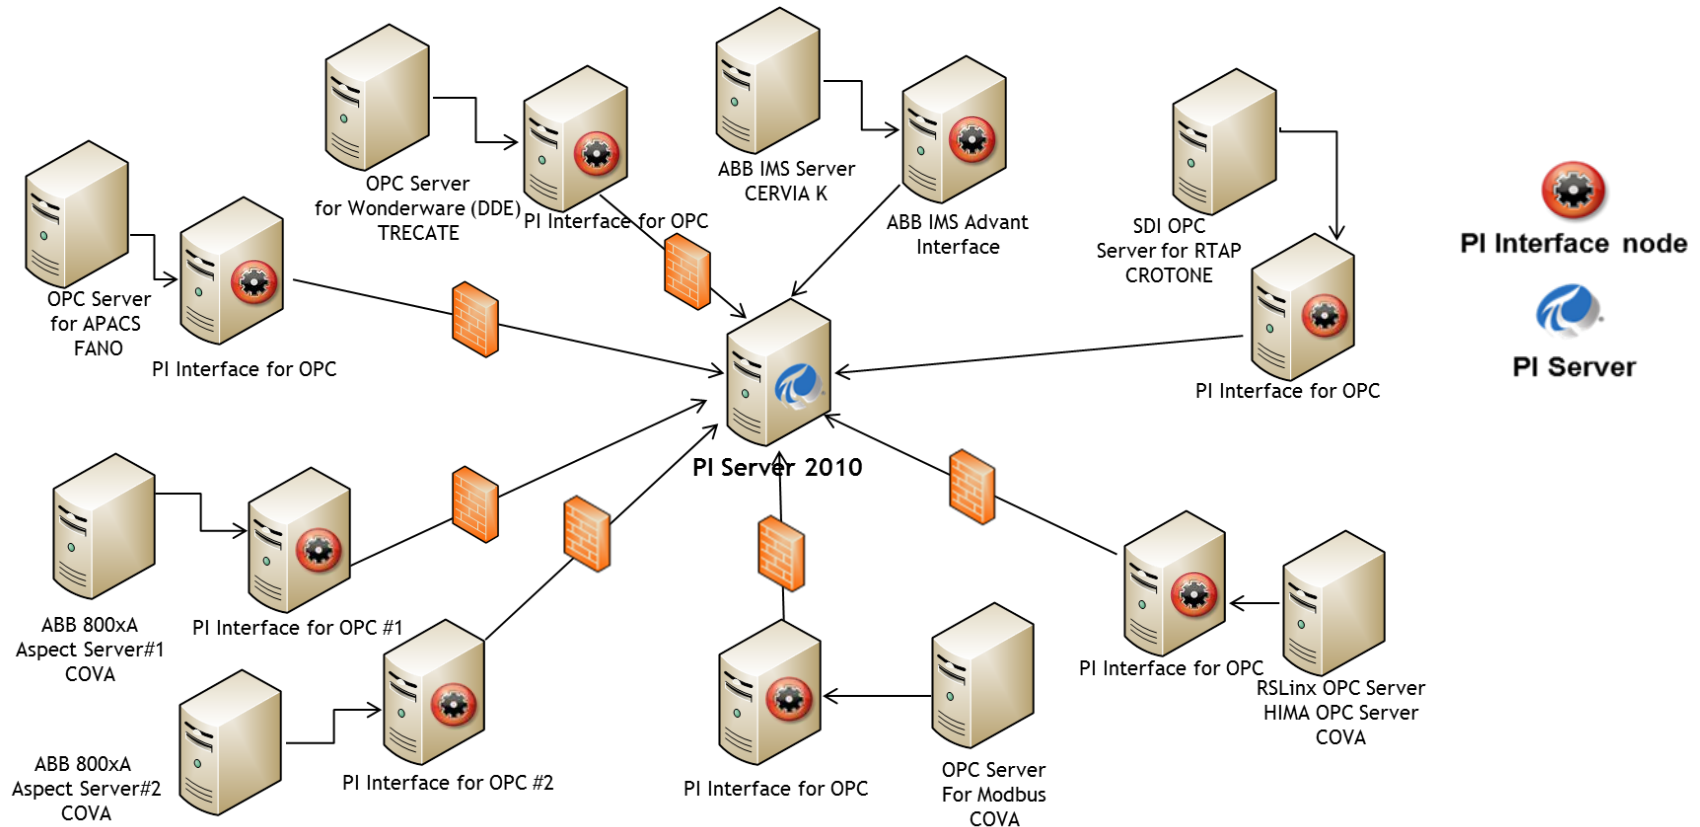 OPC Server
for Wonderware (DDE)
TRECATE
PI Interface for OPC
ABB IMS Server
CERVIA K
ABB IMS Advant
Interface
SDI OPC
Server for RTAP
CROTONE
PI Interface for OPC
PI Interface node
PI Server
OPC Server
for APACS
FANO
PI Interface for OPC
PI Server 2010
ABB 800xA
Aspect Server#1
COVA
PI Interface for OPC #1
ABB 800xA
Aspect Server#2
COVA
PI Interface for OPC #2
PI Interface for OPC
OPC Server
For Modbus
COVA
PI Interface for OPC
RSLinx OPC Server
HIMA OPC Server
COVA